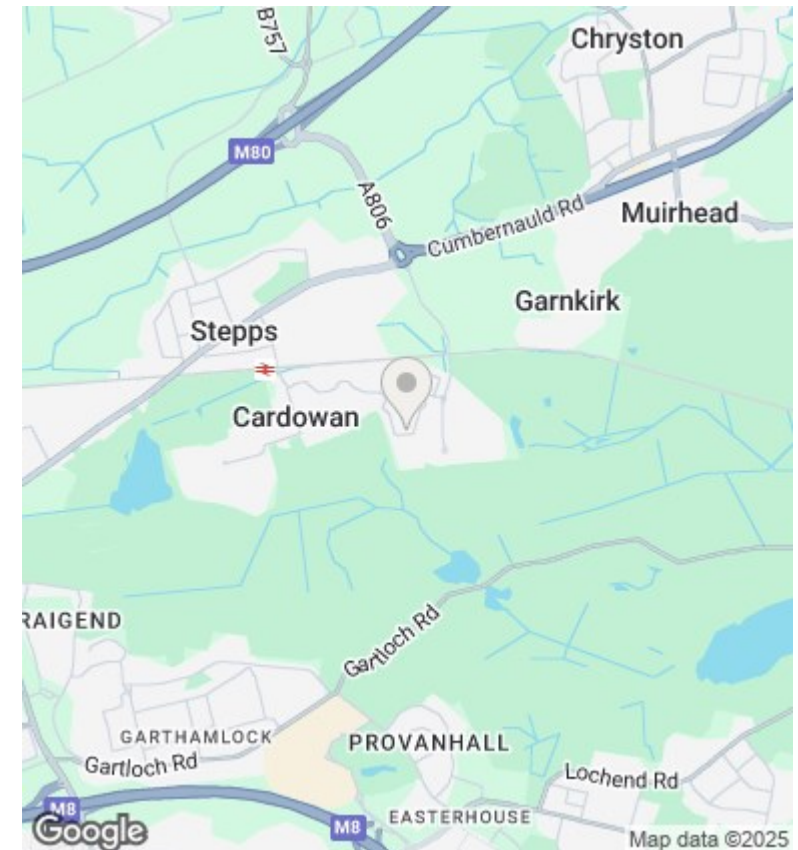 B757
Chryston
M80
A806
Cumbernauld Rd
Muirhead
Garnkirk
Stepps
Cardowan
RAIGEND
Gartloch Rd
GARTHAMLOCK
PROVANHALL
Gartloch Rd
Lochend Rd
M8
EASTERHOUSE
M8
Google
Map data ©2025